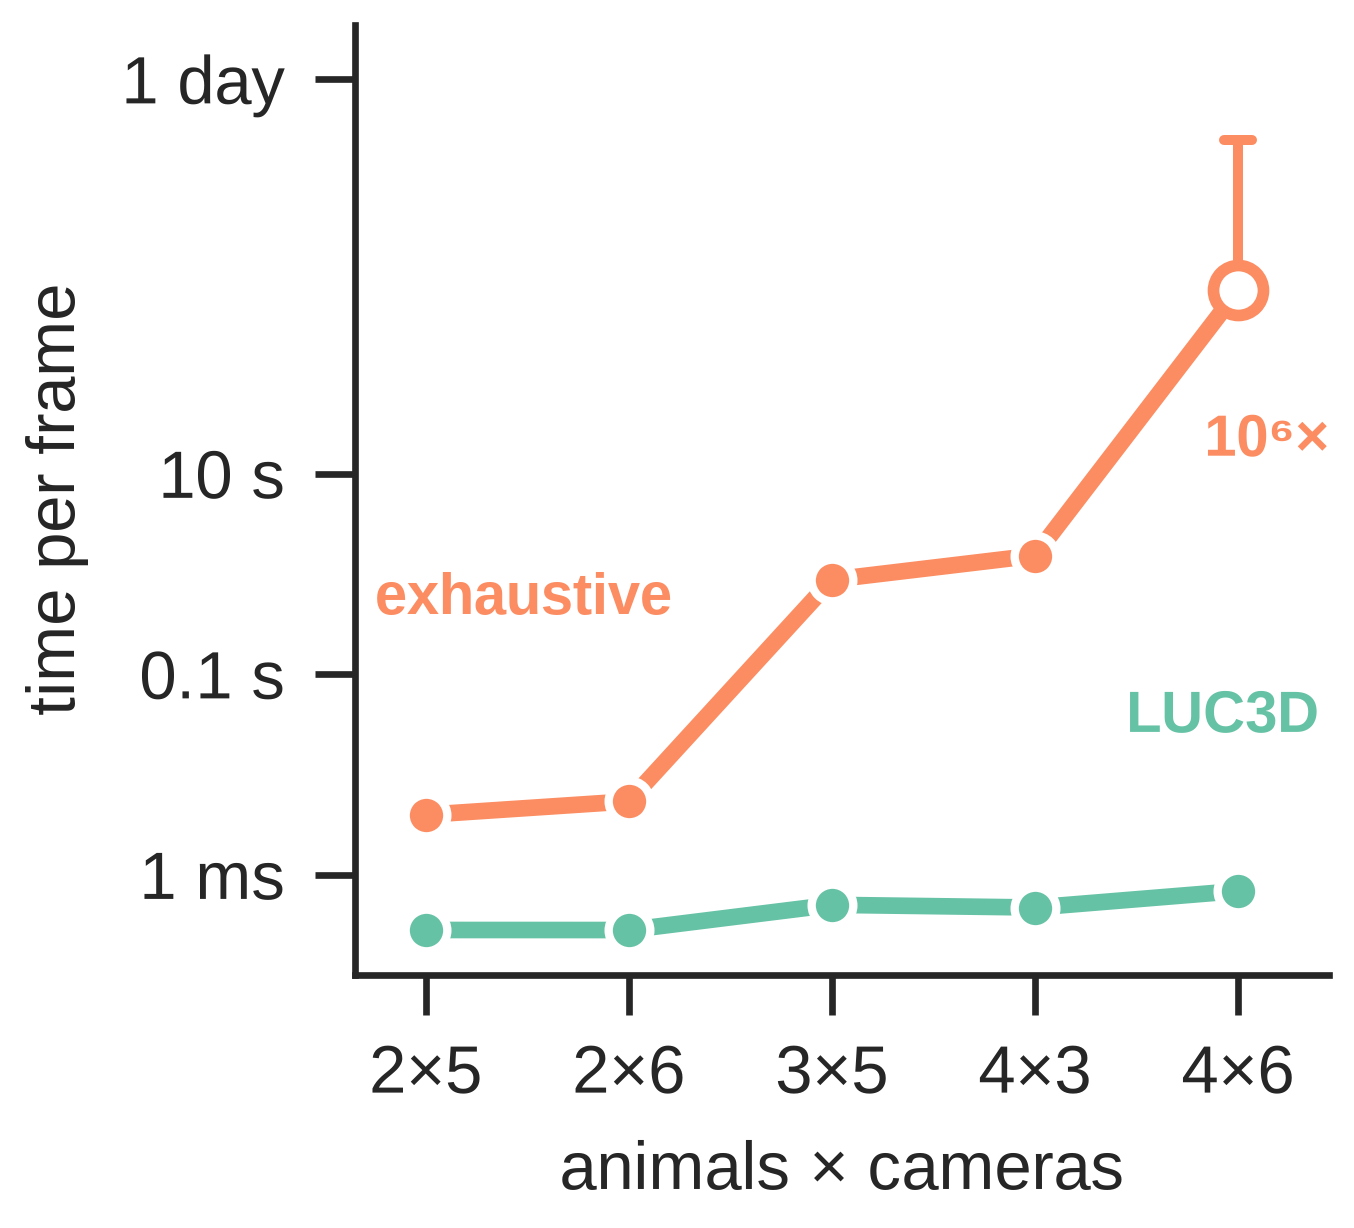 1 day
10 s
0.1 s
1 ms
time per frame
exhaustive
10⁶×
LUC3D
2×5 2×6 3×5 4×3 4×6
animals × cameras